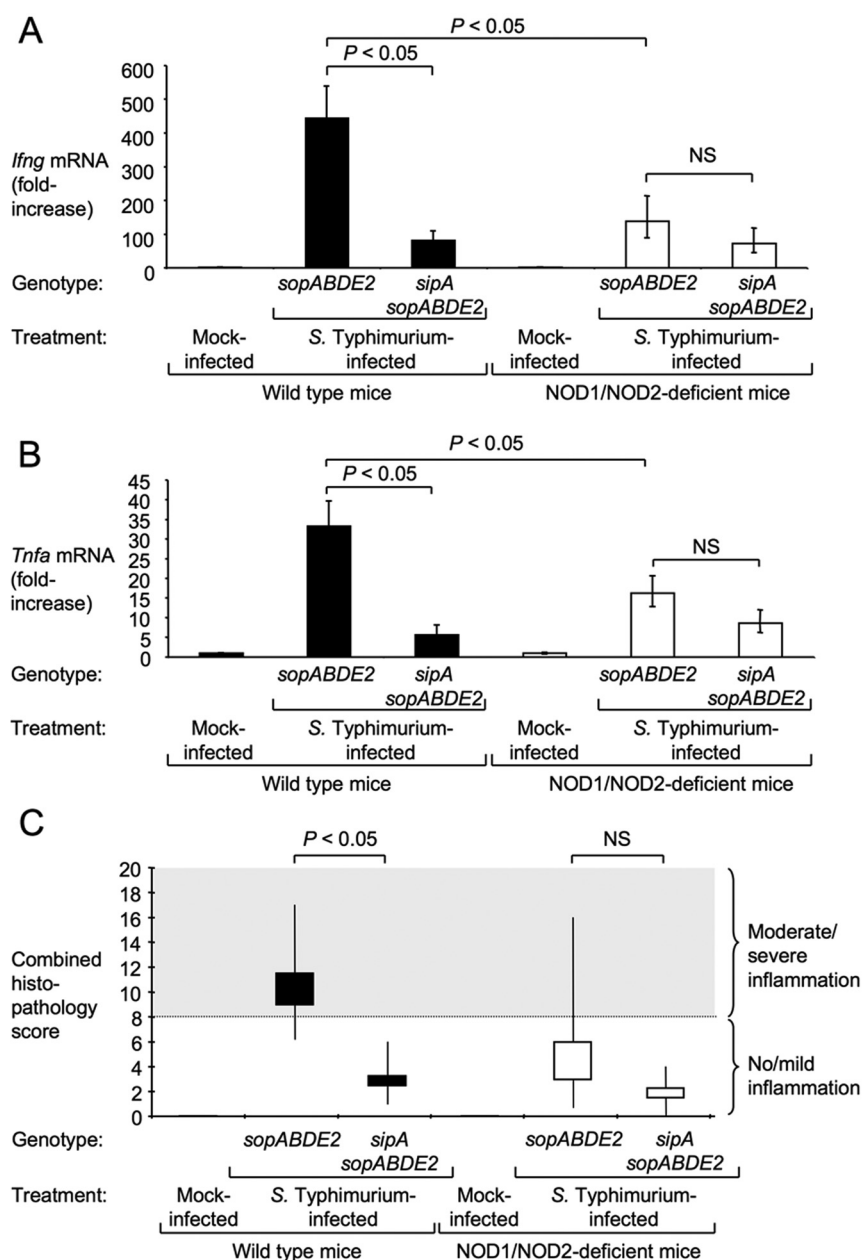 A
P < 0.05
P < 0.05
600
500
400
300
200
100
0
Ifng mRNA
(fold-
increase)
NS
Genotype:
sopABDE2
sipA
sopABDE2
sopABDE2
sipA
sopABDE2
Treatment:
Mock-
infected
S. Typhimurium-
infected
Mock-
infected
S. Typhimurium-
infected
Wild type mice
NOD1/NOD2-deficient mice
B
P < 0.05
P < 0.05
45
40
35
30
25
20
15
10
5
0
Tnfa mRNA
(fold-
increase)
NS
Genotype:
sopABDE2
sipA
sopABDE2
sopABDE2
sipA
sopABDE2
Treatment:
Mock-
infected
S. Typhimurium-
infected
Mock-
infected
S. Typhimurium-
infected
Wild type mice
NOD1/NOD2-deficient mice
C
P < 0.05
NS
20
18
16
14
12
10
8
6
4
2
0
Combined
histo-
pathology
score
Moderate/
severe
inflammation
No/mild
inflammation
Genotype:
sopABDE2
sipA
sopABDE2
sopABDE2
sipA
sopABDE2
Treatment:
Mock-
infected
S. Typhimurium-
infected
Mock-
infected
S. Typhimurium-
infected
Wild type mice
NOD1/NOD2-deficient mice